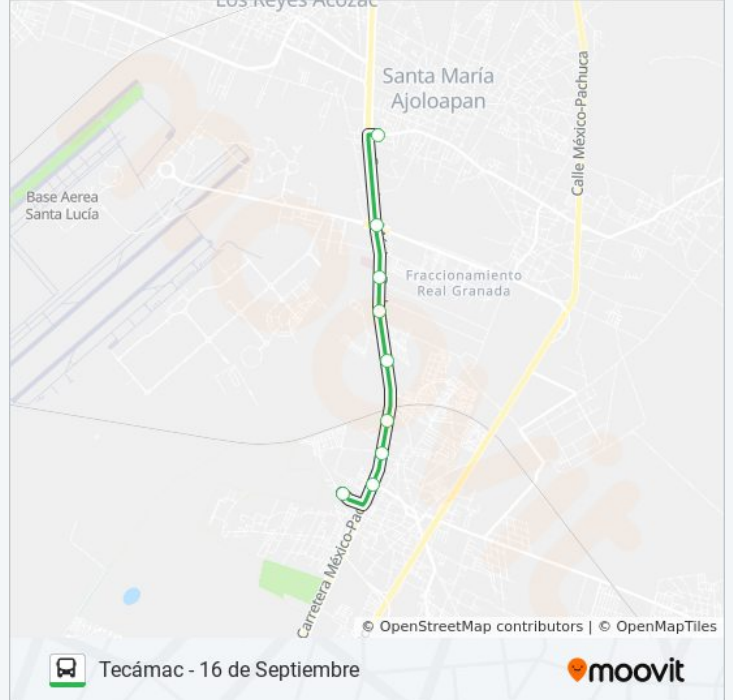 Los Reyes Acozac
Santa María
Ajoloapan
Calle México-Pachuca
Base Aerea
Santa Lucía
Fraccionamiento
Real Granada
Carretera México-Pac
© OpenStreetMap contributors | © OpenMapTiles
Tecámac - 16 de Septiembre
moovit